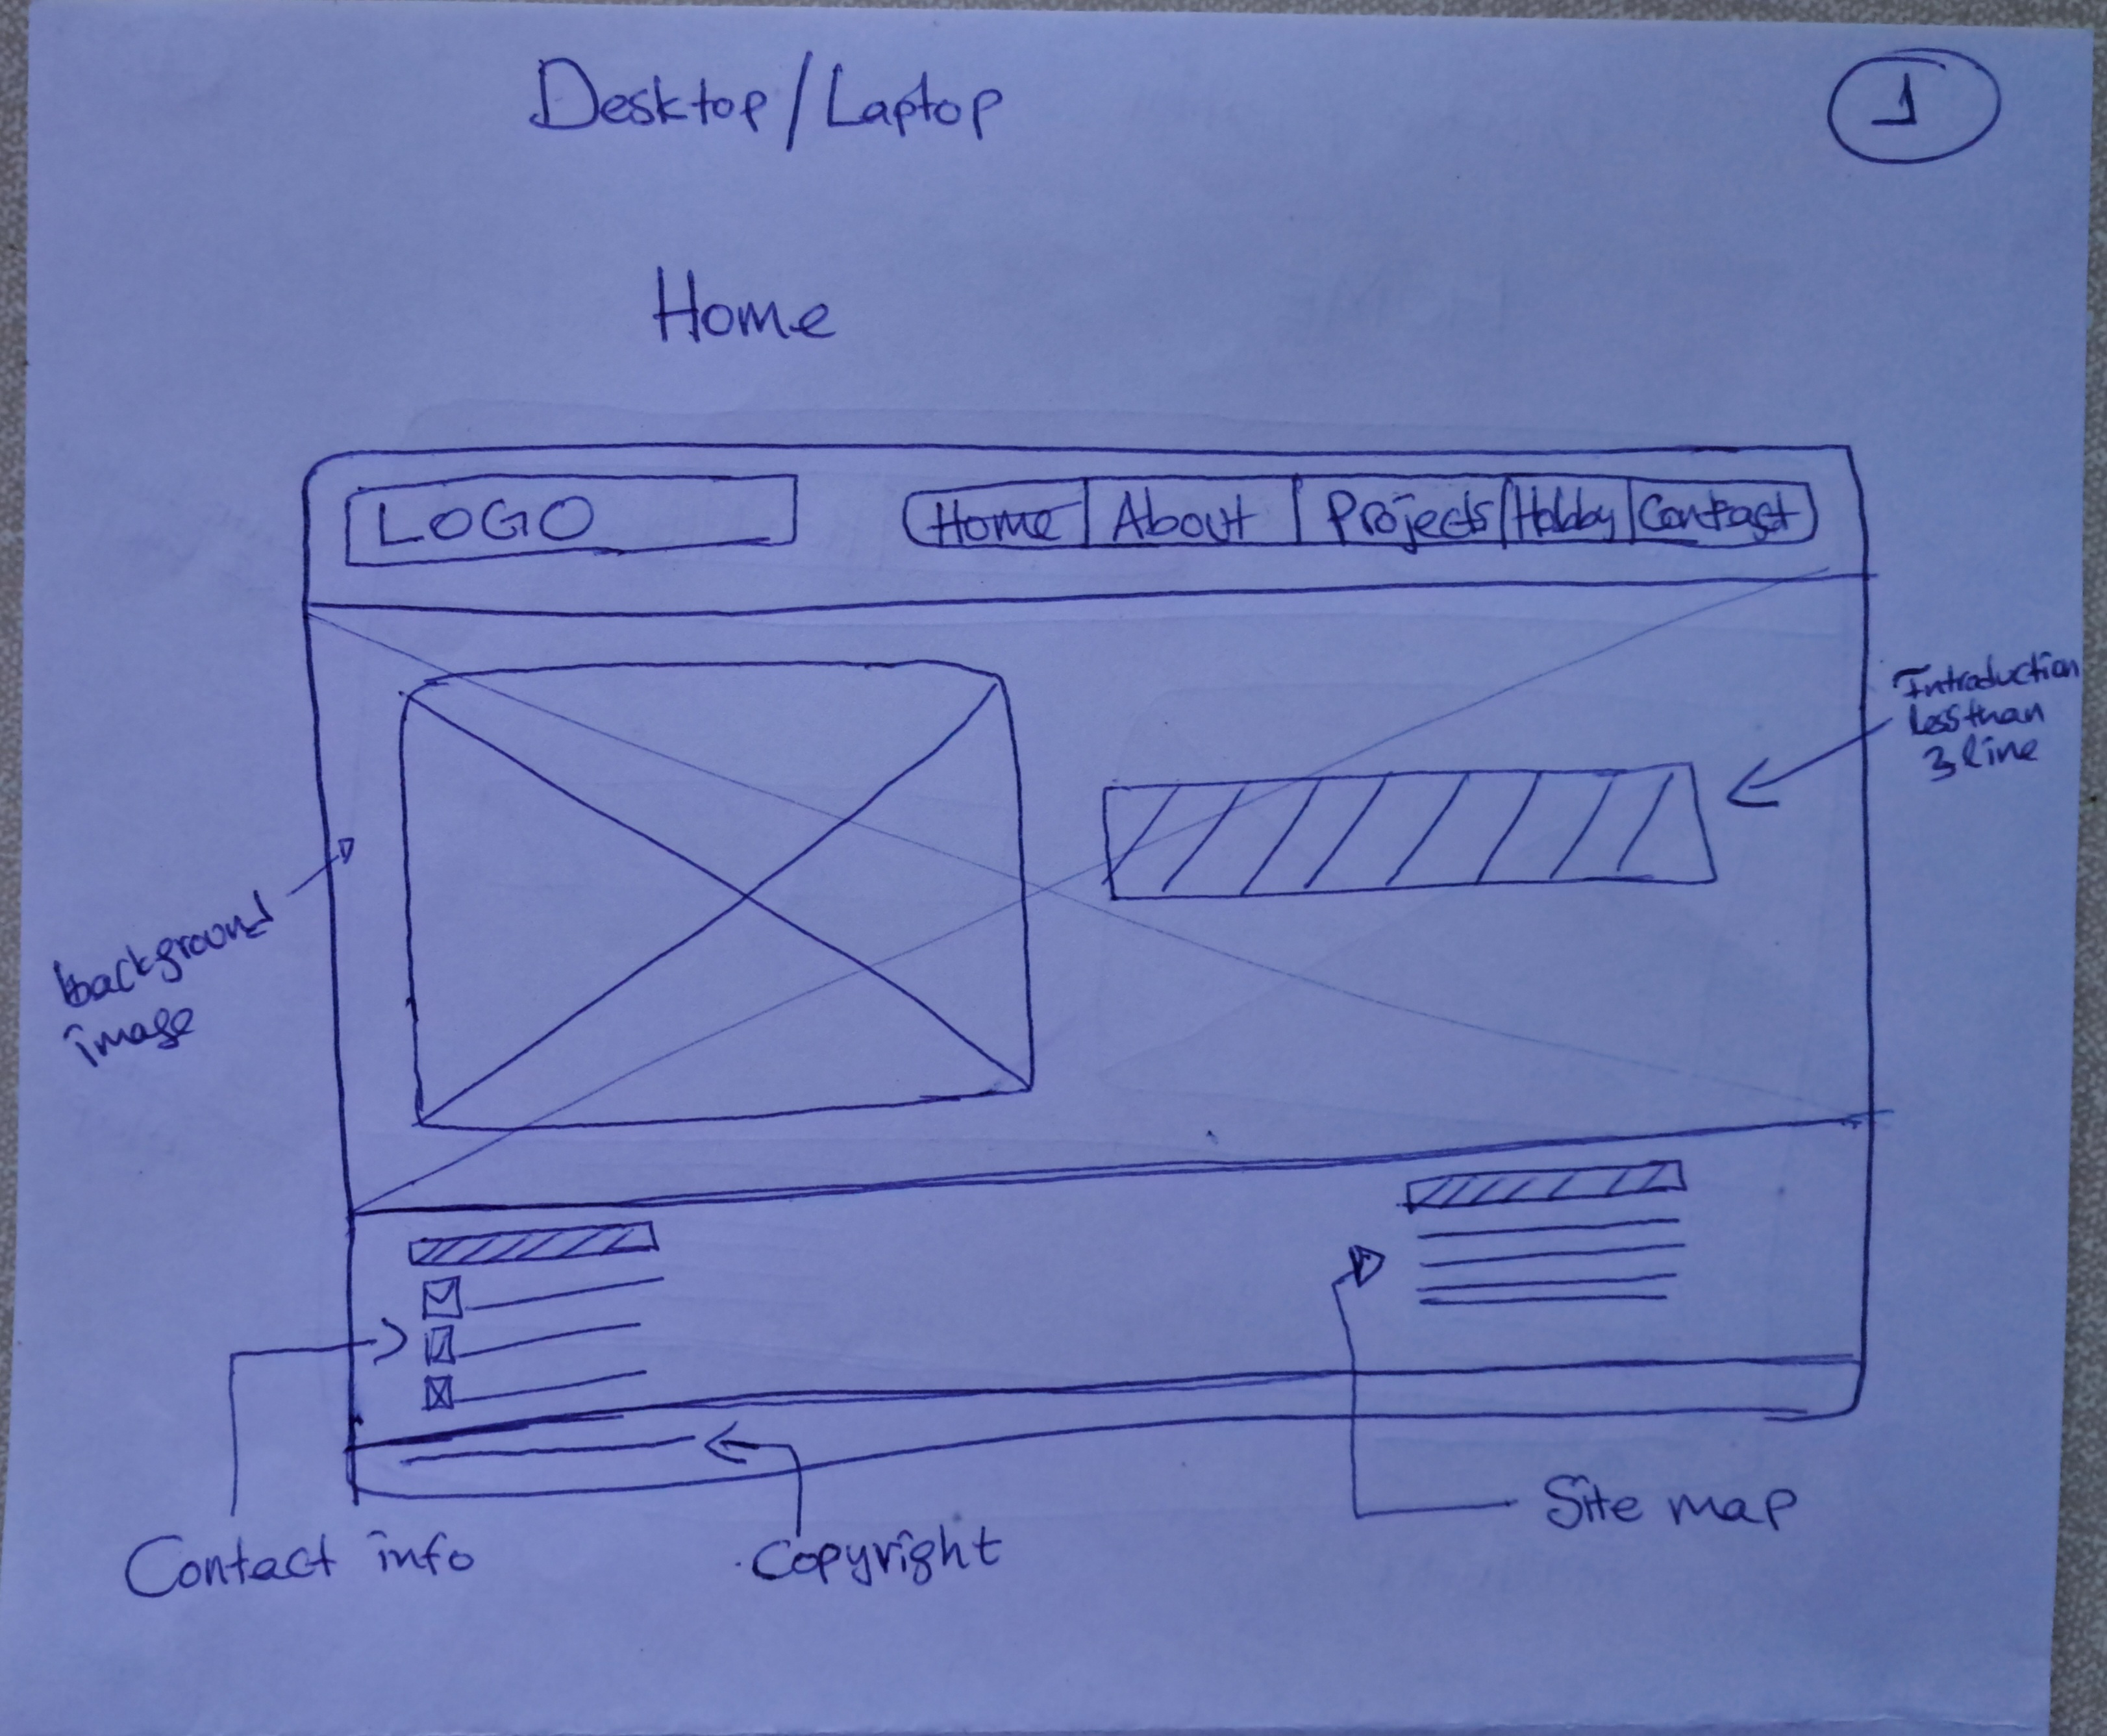 Desktop/Laptop
1
Home
LOGO
Home
About
Projects
Hobby
Contact
Introduction
less than
3 line
background
image
Contact info
Copyright
Site map